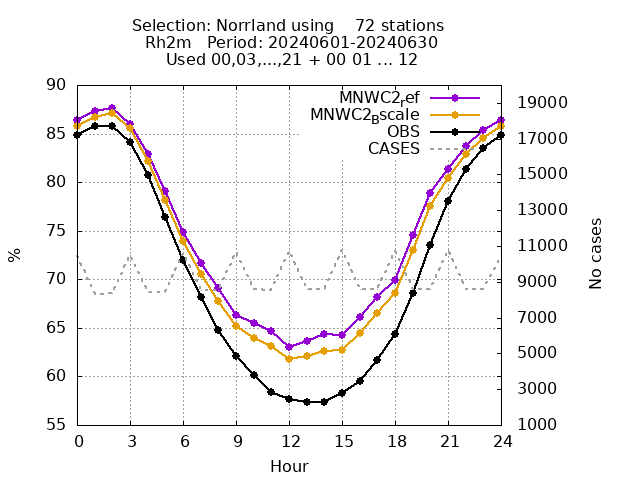 Selection: Norrland using    72 stations
Rh2m   Period: 20240601-20240630
Used 00,03,...,21 + 00 01 ... 12
90
85
80
75
70
65
60
55
%
MNWC2ref
MNWC2Bscale
OBS
CASES
19000
17000
15000
13000
11000
9000
7000
5000
3000
1000
No cases
0 3 6 9 12 15 18 21 24
Hour